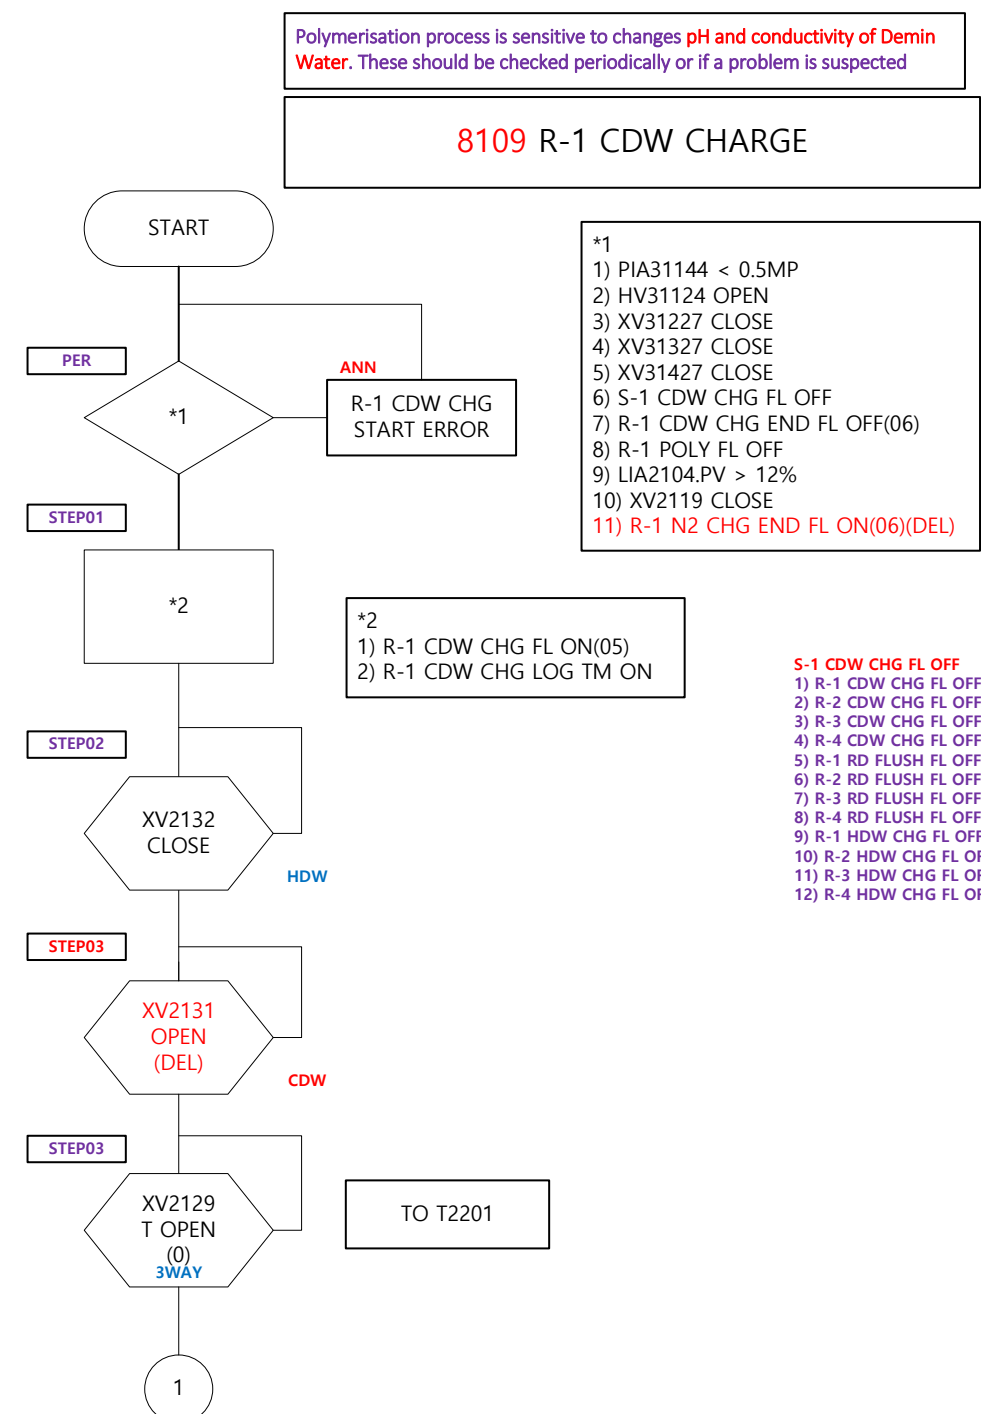 Polymerisation process is sensitive to changes pH and conductivity of Demin
Water. These should be checked periodically or if a problem is suspected
8109 R-1 CDW CHARGE
START
*1
1) PIA31144 < 0.5MP
2) HV31124 OPEN
3) XV31227 CLOSE
4) XV31327 CLOSE
5) XV31427 CLOSE
6) S-1 CDW CHG FL OFF
7) R-1 CDW CHG END FL OFF(06)
8) R-1 POLY FL OFF
9) LIA2104.PV > 12%
10) XV2119 CLOSE
11) R-1 N2 CHG END FL ON(06)(DEL)
PER
*1
ANN
R-1 CDW CHG
START ERROR
STEP01
*2
*2
1) R-1 CDW CHG FL ON(05)
2) R-1 CDW CHG LOG TM ON
S-1 CDW CHG FL OFF
1) R-1 CDW CHG FL OFF
2) R-2 CDW CHG FL OFF
3) R-3 CDW CHG FL OFF
4) R-4 CDW CHG FL OFF
5) R-1 RD FLUSH FL OFF
6) R-2 RD FLUSH FL OFF
7) R-3 RD FLUSH FL OFF
8) R-4 RD FLUSH FL OFF
9) R-1 HDW CHG FL OFF
10) R-2 HDW CHG FL OF
11) R-3 HDW CHG FL OF
12) R-4 HDW CHG FL OF
STEP02
XV2132
CLOSE
HDW
STEP03
XV2131
OPEN
(DEL)
CDW
STEP03
XV2129
T OPEN
(0)
3WAY
TO T2201
1